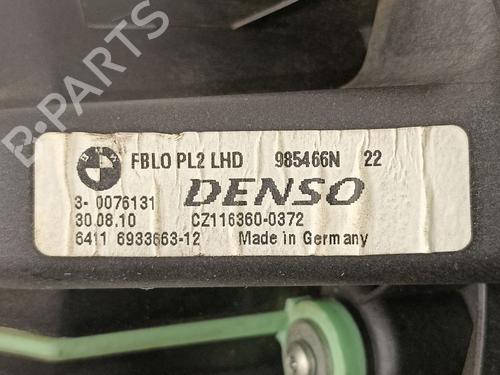 B-PARTS
FBLO PL2 LHD 985466N 22
DENSO
3- 0076131
30.08.10 CZ116360-0372
6411 6933663-12 Made in Germany